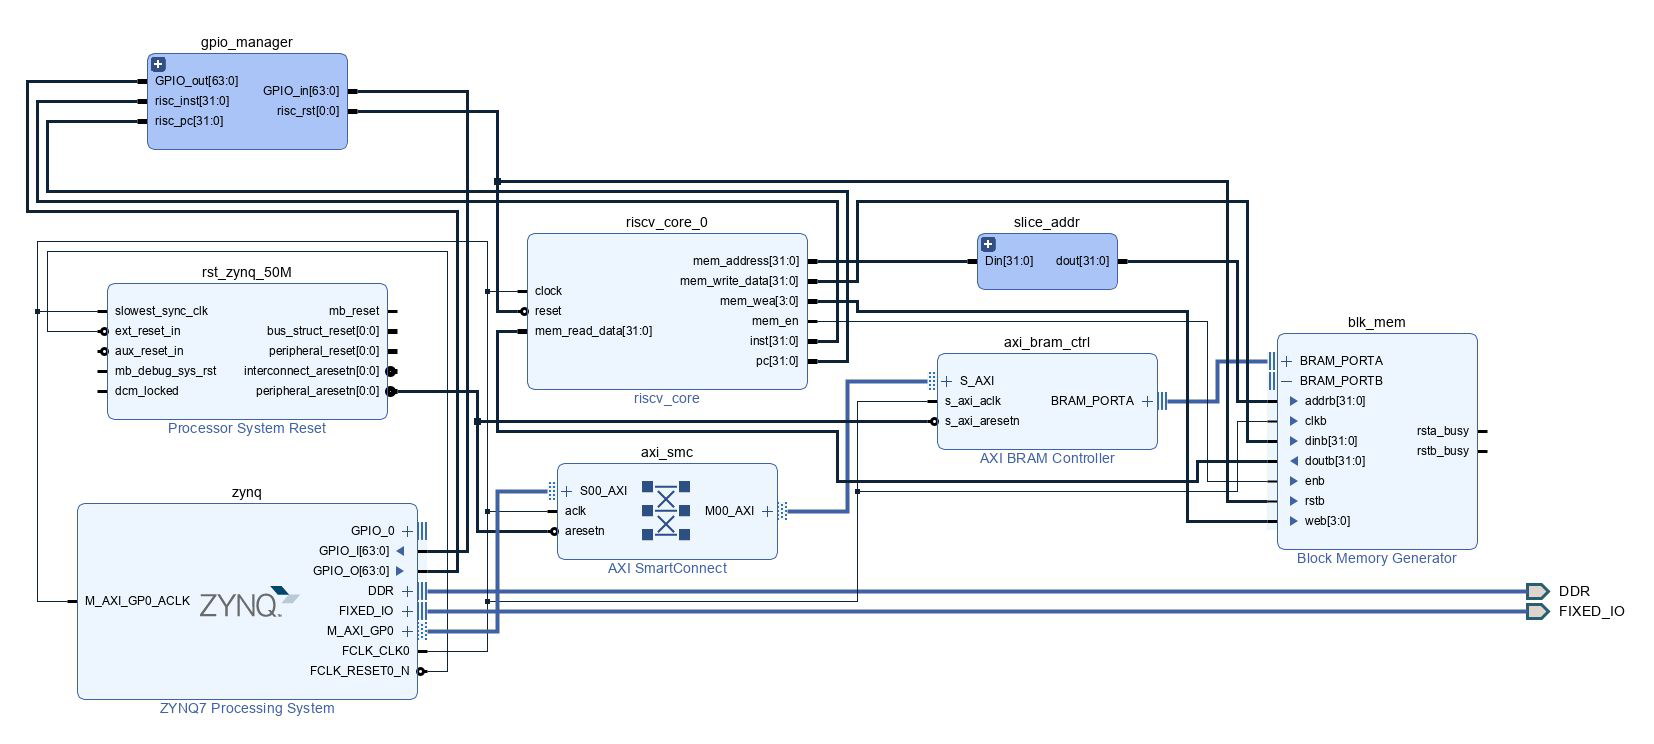 gpio_manager
GPIO_out[63:0]
risc_inst[31:0]
risc_pc[31:0]
GPIO_in[63:0]
risc_rst[0:0]
riscv_core_0
clock
reset
mem_read_data[31:0]
mem_address[31:0]
mem_write_data[31:0]
mem_wea[3:0]
mem_en
inst[31:0]
pc[31:0]
riscv_core
slice_addr
Din[31:0]
dout[31:0]
rst_zynq_50M
slowest_sync_clk
ext_reset_in
aux_reset_in
mb_debug_sys_rst
dcm_locked
mb_reset
bus_struct_reset[0:0]
peripheral_reset[0:0]
interconnect_aresetn[0:0]
peripheral_aresetn[0:0]
Processor System Reset
axi_bram_ctrl
S_AXI
s_axi_aclk
s_axi_aresetn
BRAM_PORTA
AXI BRAM Controller
blk_mem
BRAM_PORTA
BRAM_PORTB
addrb[31:0]
clkb
dinb[31:0]
doutb[31:0]
enb
rstb
web[3:0]
rsta_busy
rstb_busy
Block Memory Generator
axi_smc
S00_AXI
aclk
aresetn
M00_AXI
AXI SmartConnect
zynq
M_AXI_GP0_ACLK
ZYNQ
GPIO_0
GPIO_I[63:0]
GPIO_O[63:0]
DDR
FIXED_IO
M_AXI_GP0
FCLK_CLK0
FCLK_RESET0_N
ZYNQ7 Processing System
DDR
FIXED_IO